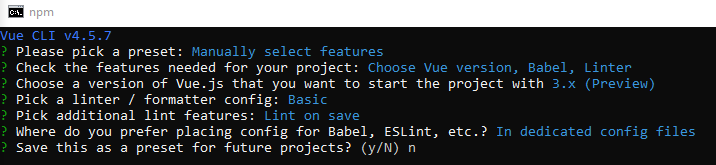 C:\. npm
Vue CLI v4.5.7
? Please pick a preset: Manually select features
? Check the features needed for your project: Choose Vue version, Babel, Linter
? Choose a version of Vue.js that you want to start the project with 3.x (Preview)
? Pick a linter / formatter config: Basic
? Pick additional lint features: Lint on save
? Where do you prefer placing config for Babel, ESLint, etc.? In dedicated config files
? Save this as a preset for future projects? (y/N) n